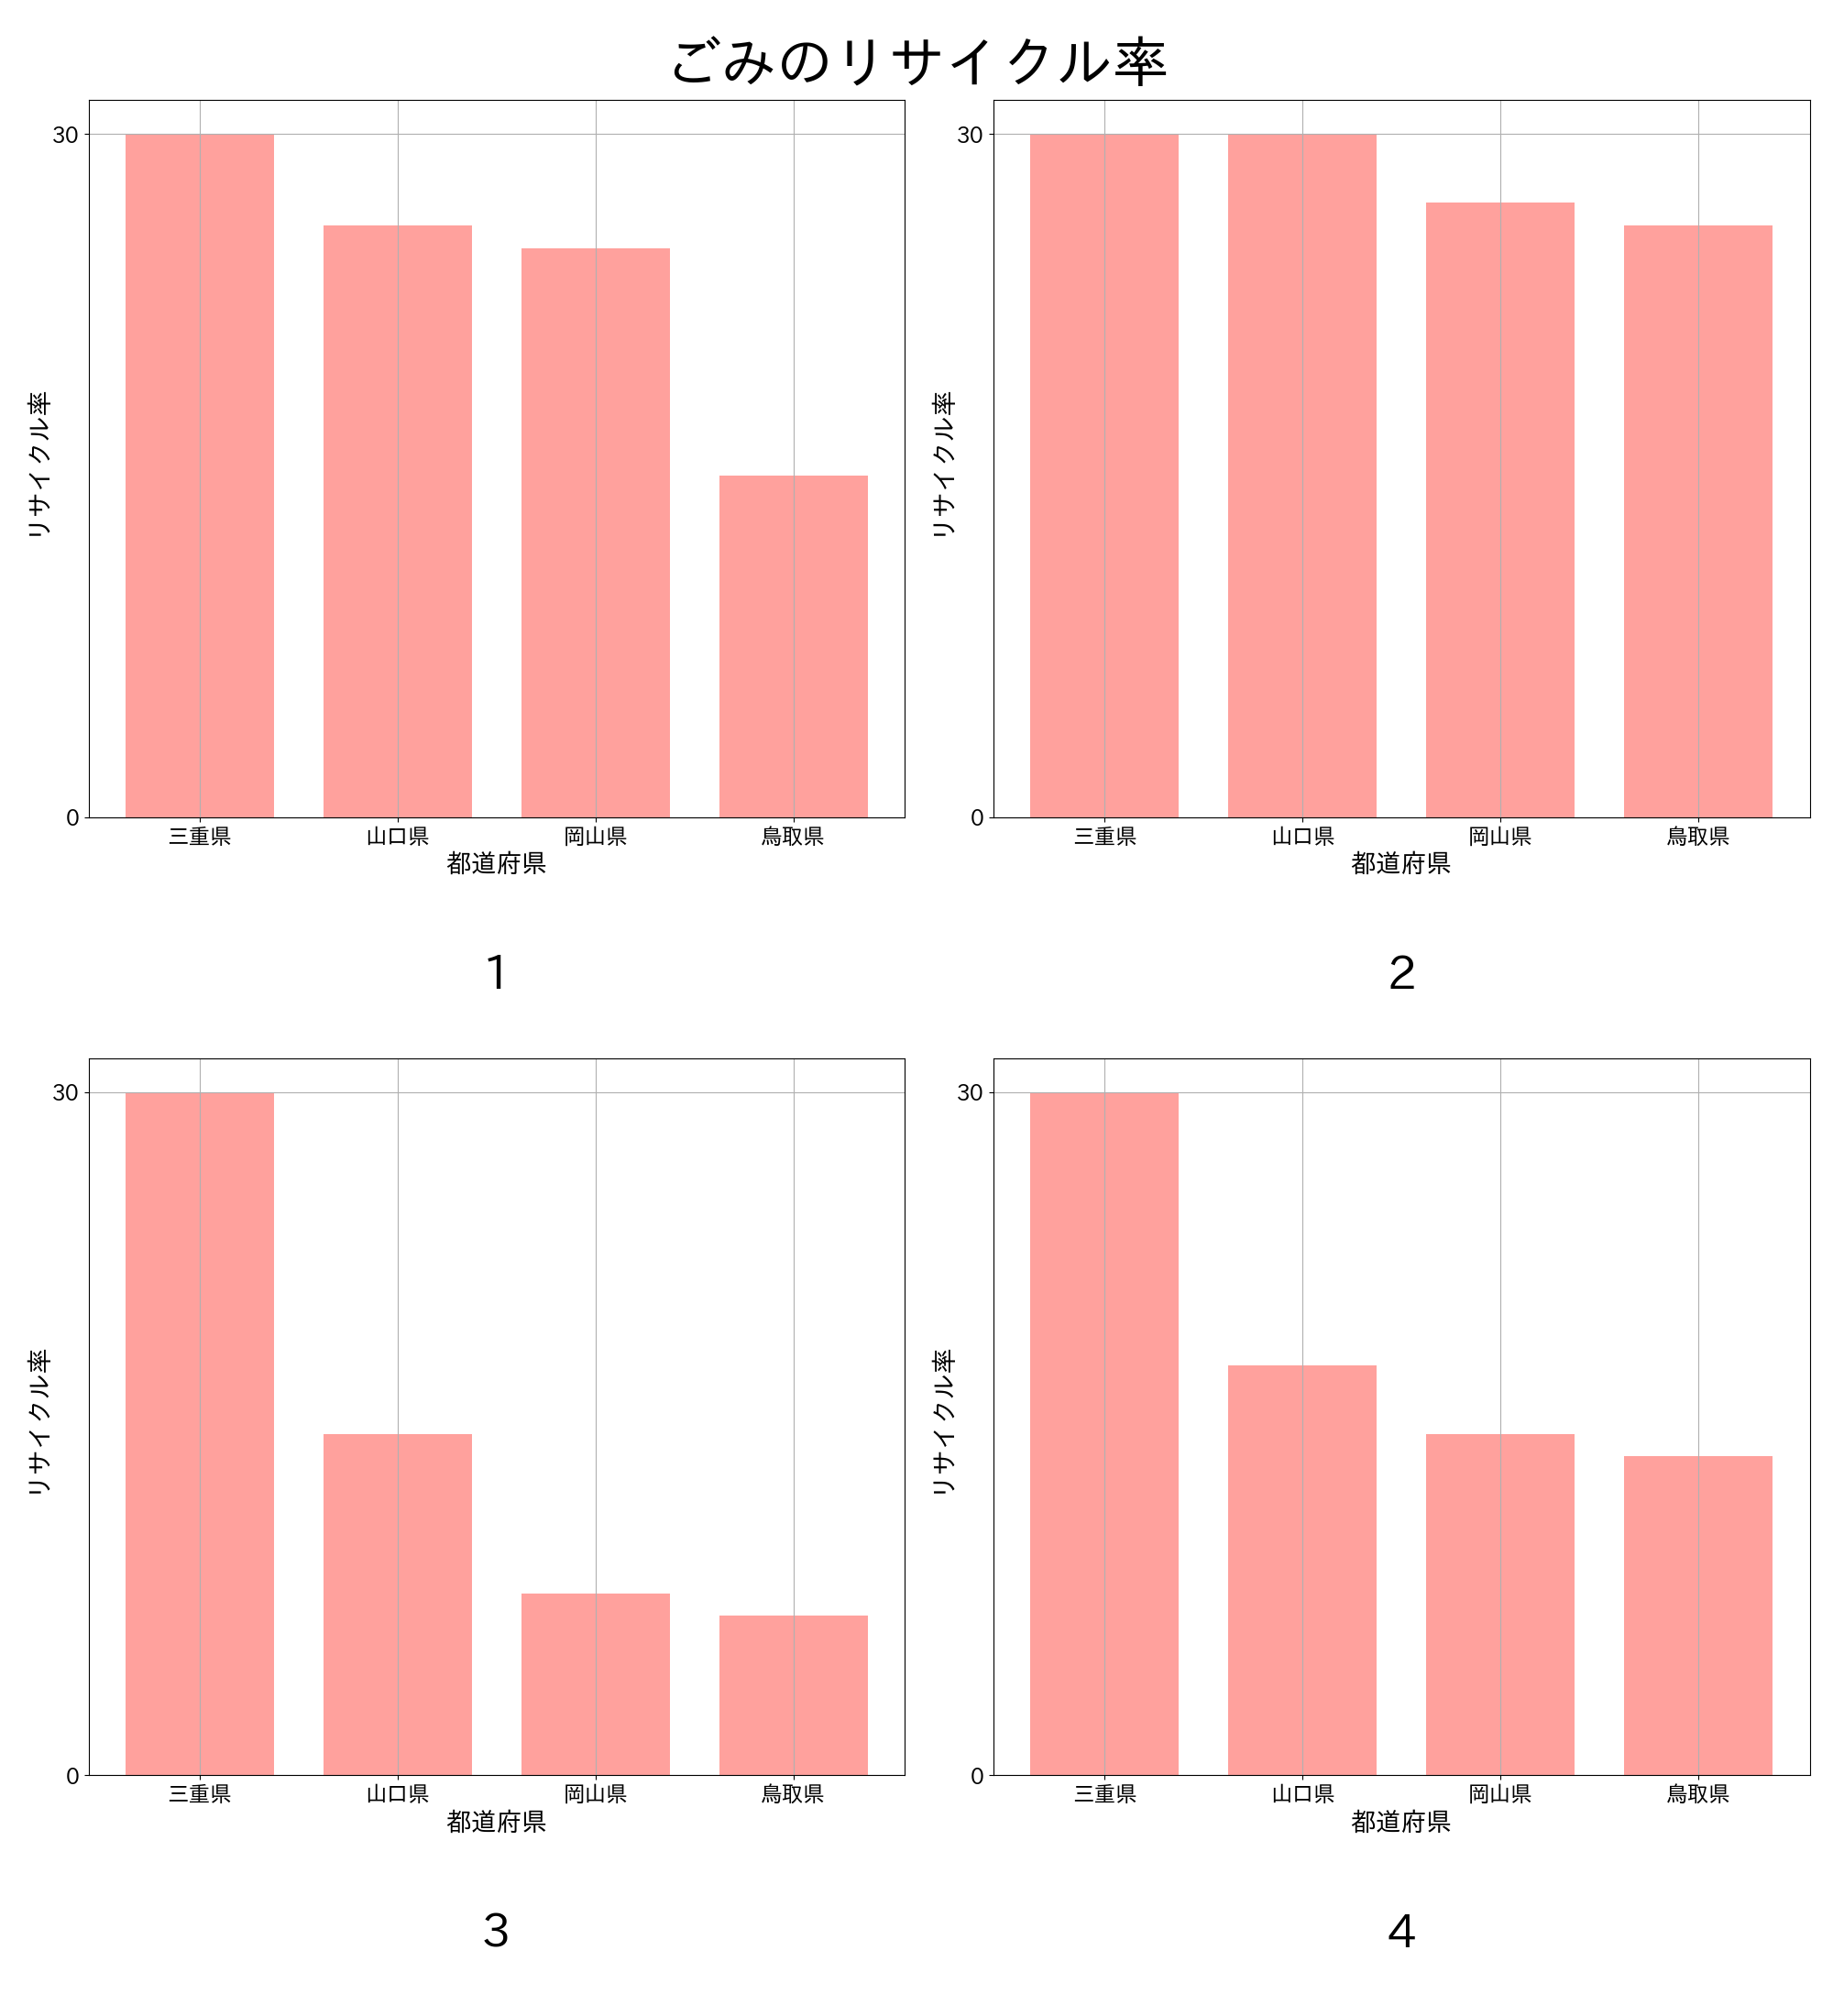 ごみのリサイクル率
30
リサイクル率
0
三重県 山口県 岡山県 鳥取県
都道府県
1
30
リサイクル率
0
三重県 山口県 岡山県 鳥取県
都道府県
2
30
リサイクル率
0
三重県 山口県 岡山県 鳥取県
都道府県
3
30
リサイクル率
0
三重県 山口県 岡山県 鳥取県
都道府県
4